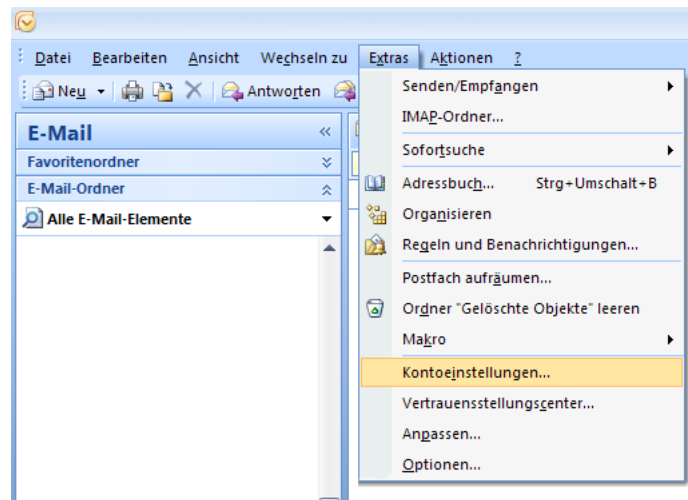 Datei Bearbeiten Ansicht Wechseln zu Extras Aktionen ?
Neu Antworten
E-Mail
Favoritenordner
E-Mail-Ordner
Alle E-Mail-Elemente
Senden/Empfangen
IMAP-Ordner...
Sofortsuche
Adressbuch... Strg+Umschalt+B
Organisieren
Regeln und Benachrichtigungen...
Postfach aufräumen...
Ordner "Gelöschte Objekte" leeren
Makro
Kontoeinstellungen...
Vertrauensstellungscenter...
Anpassen...
Optionen...